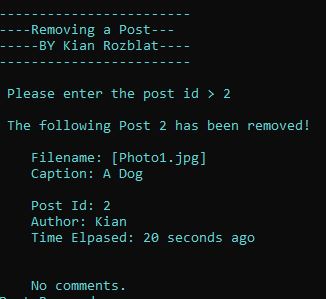 ------------------------
----Removing a Post---
-----BY Kian Rozblat----
------------------------
Please enter the post id > 2
The following Post 2 has been removed!
Filename: [Photo1.jpg]
Caption: A Dog
Post Id: 2
Author: Kian
Time Elpased: 20 seconds ago
No comments.